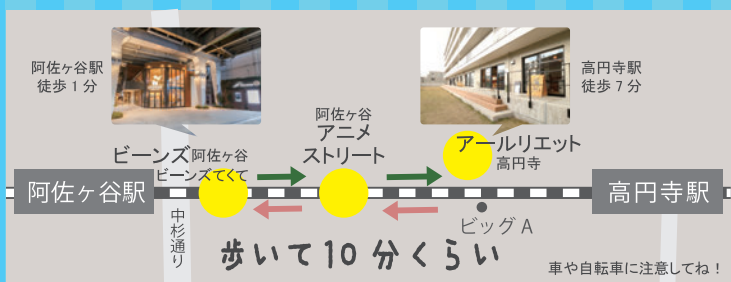 阿佐ヶ谷駅
徒歩1分
高円寺駅
徒歩7分
阿佐ヶ谷
アニメ
ストリート
アールリエット
高円寺
ビーンズ阿佐ヶ谷
ビーンズてくて
阿佐ヶ谷駅
高円寺駅
中杉通り
ビッグA
歩いて10分くらい
車や自転車に注意してね！